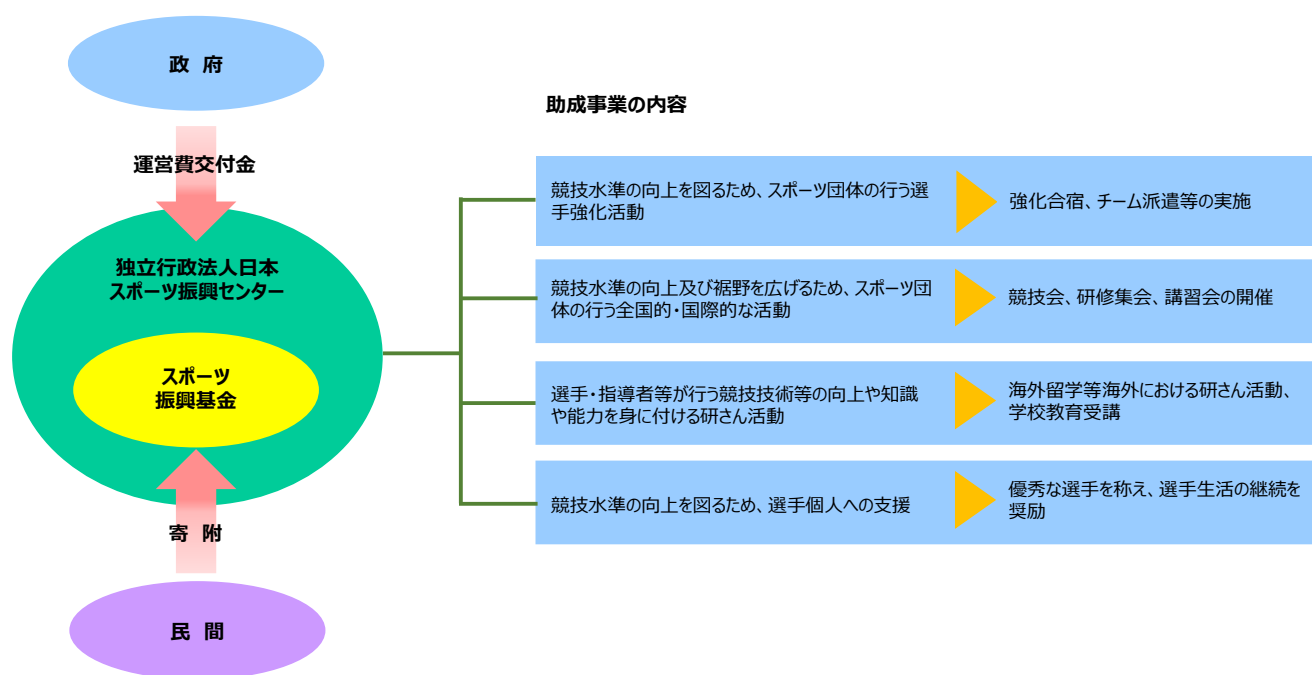 政 府
運営費交付金
独立行政法人日本
スポーツ振興センター
スポーツ
振興基金
寄 附
民 間
助成事業の内容
競技水準の向上を図るため、スポーツ団体の行う選
手強化活動
強化合宿、チーム派遣等の実施
競技水準の向上及び裾野を広げるため、スポーツ団
体の行う全国的・国際的な活動
競技会、研修集会、講習会の開催
選手・指導者等が行う競技技術等の向上や知識
や能力を身に付ける研さん活動
海外留学等海外における研さん活動、
学校教育受講
競技水準の向上を図るため、選手個人への支援
優秀な選手を称え、選手生活の継続を
奨励